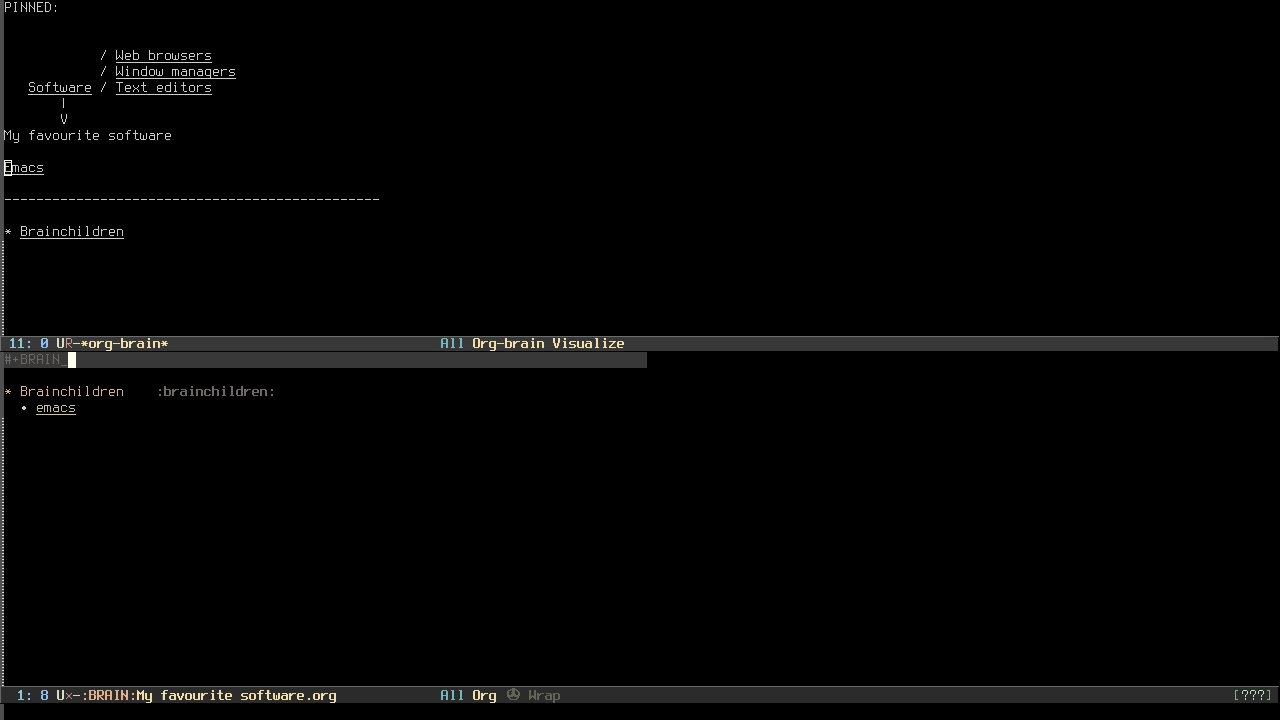 PINNED:
/ Web browsers
/ Window managers
Software / Text editors
|
V
My favourite software
Emacs
-----------------------------------------------
* Brainchildren
11: 0 UR-*org-brain* All Org-brain Visualize
#+BRAIN_
* Brainchildren :brainchildren:
• emacs
1: 8 U×-:BRAIN:My favourite software.org All Org Wrap [???]